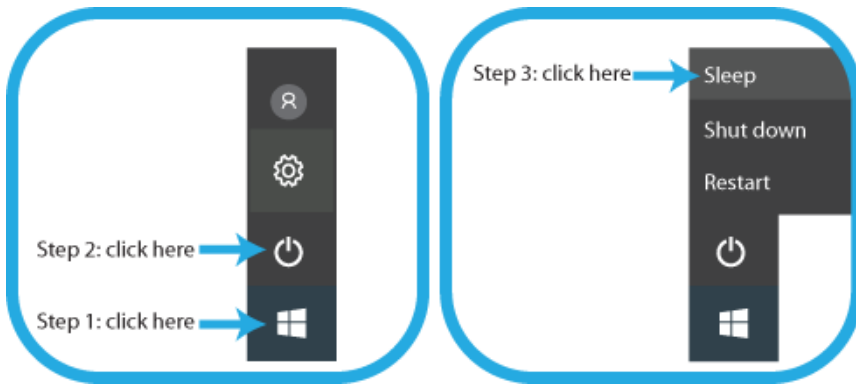 Step 2: click here
Step 1: click here
Step 3: click here
Sleep
Shut down
Restart